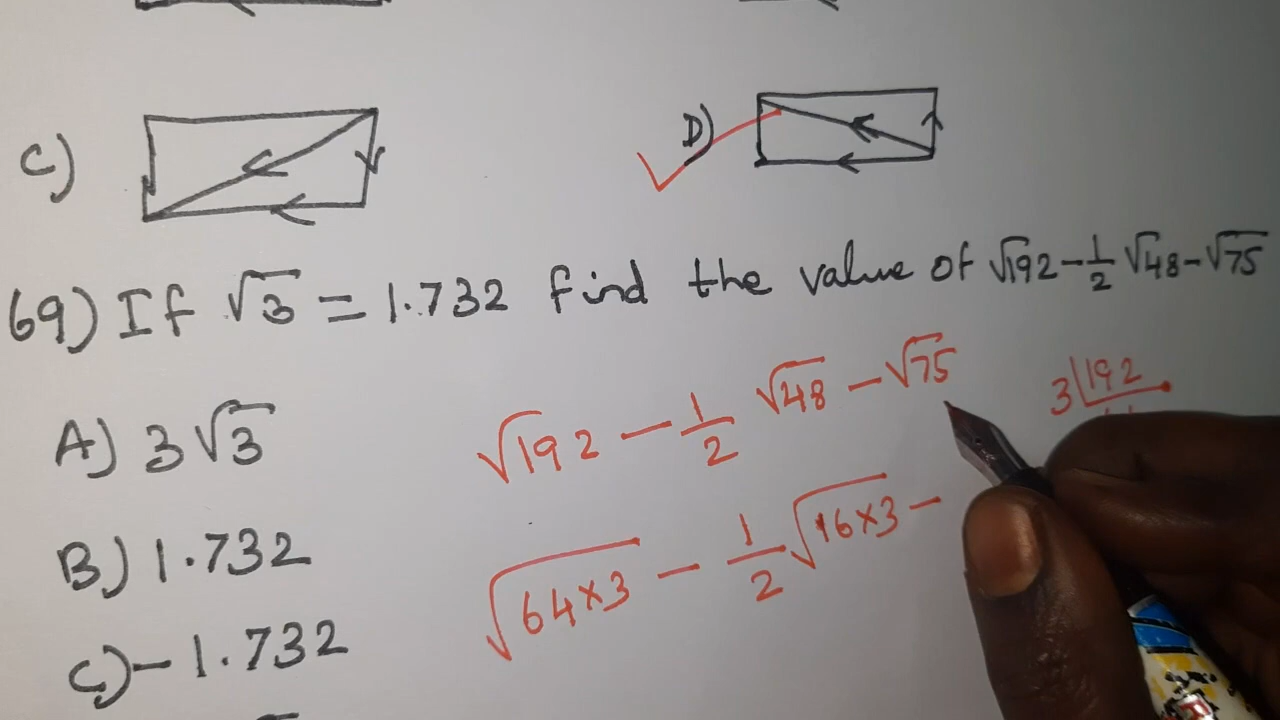 C) D)
69) If √3 = 1.732 find the value of √192 - 1/2 √48 - √75
A) 3√3
B) 1.732
C) - 1.732
√192 - 1/2 √48 - √75
√64×3 - 1/2 √16×3 -
3 192